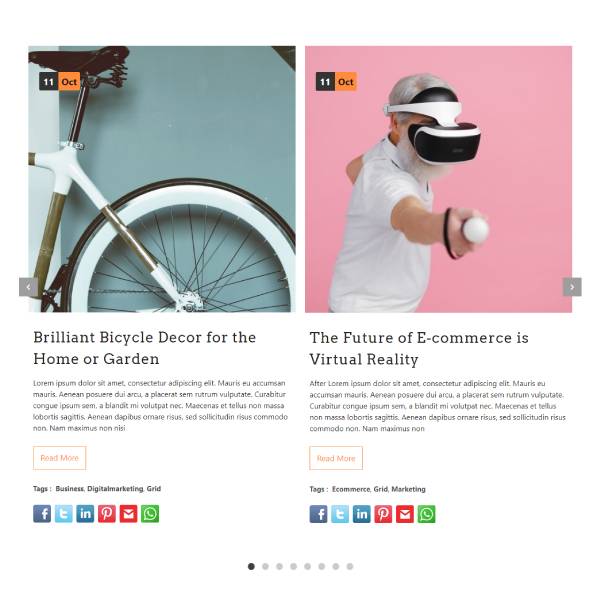 11 Oct
Brilliant Bicycle Decor for the
Home or Garden
Lorem ipsum dolor sit amet, consectetur adipiscing elit. Mauris eu accumsan
mauris. Aenean posuere dui arcu, a placerat sem rutrum vulputate. Curabitur
congue ipsum sem, a blandit mi volutpat nec. Maecenas et tellus non massa
lobortis sagittis. Aenean dapibus ornare risus, sed sollicitudin risus commodo
non. Nam maximus non nisi
Read More
Tags : Business, Digitalmarketing, Grid
11 Oct
The Future of E-commerce is
Virtual Reality
After Lorem ipsum dolor sit amet, consectetur adipiscing elit. Mauris eu
accumsan mauris. Aenean posuere dui arcu, a placerat sem rutrum vulputate.
Curabitur congue ipsum sem, a blandit mi volutpat nec. Maecenas et tellus
non massa lobortis sagittis. Aenean dapibus ornare risus, sed sollicitudin risus
commodo non. Nam maximus non
Read More
Tags : Ecommerce, Grid, Marketing